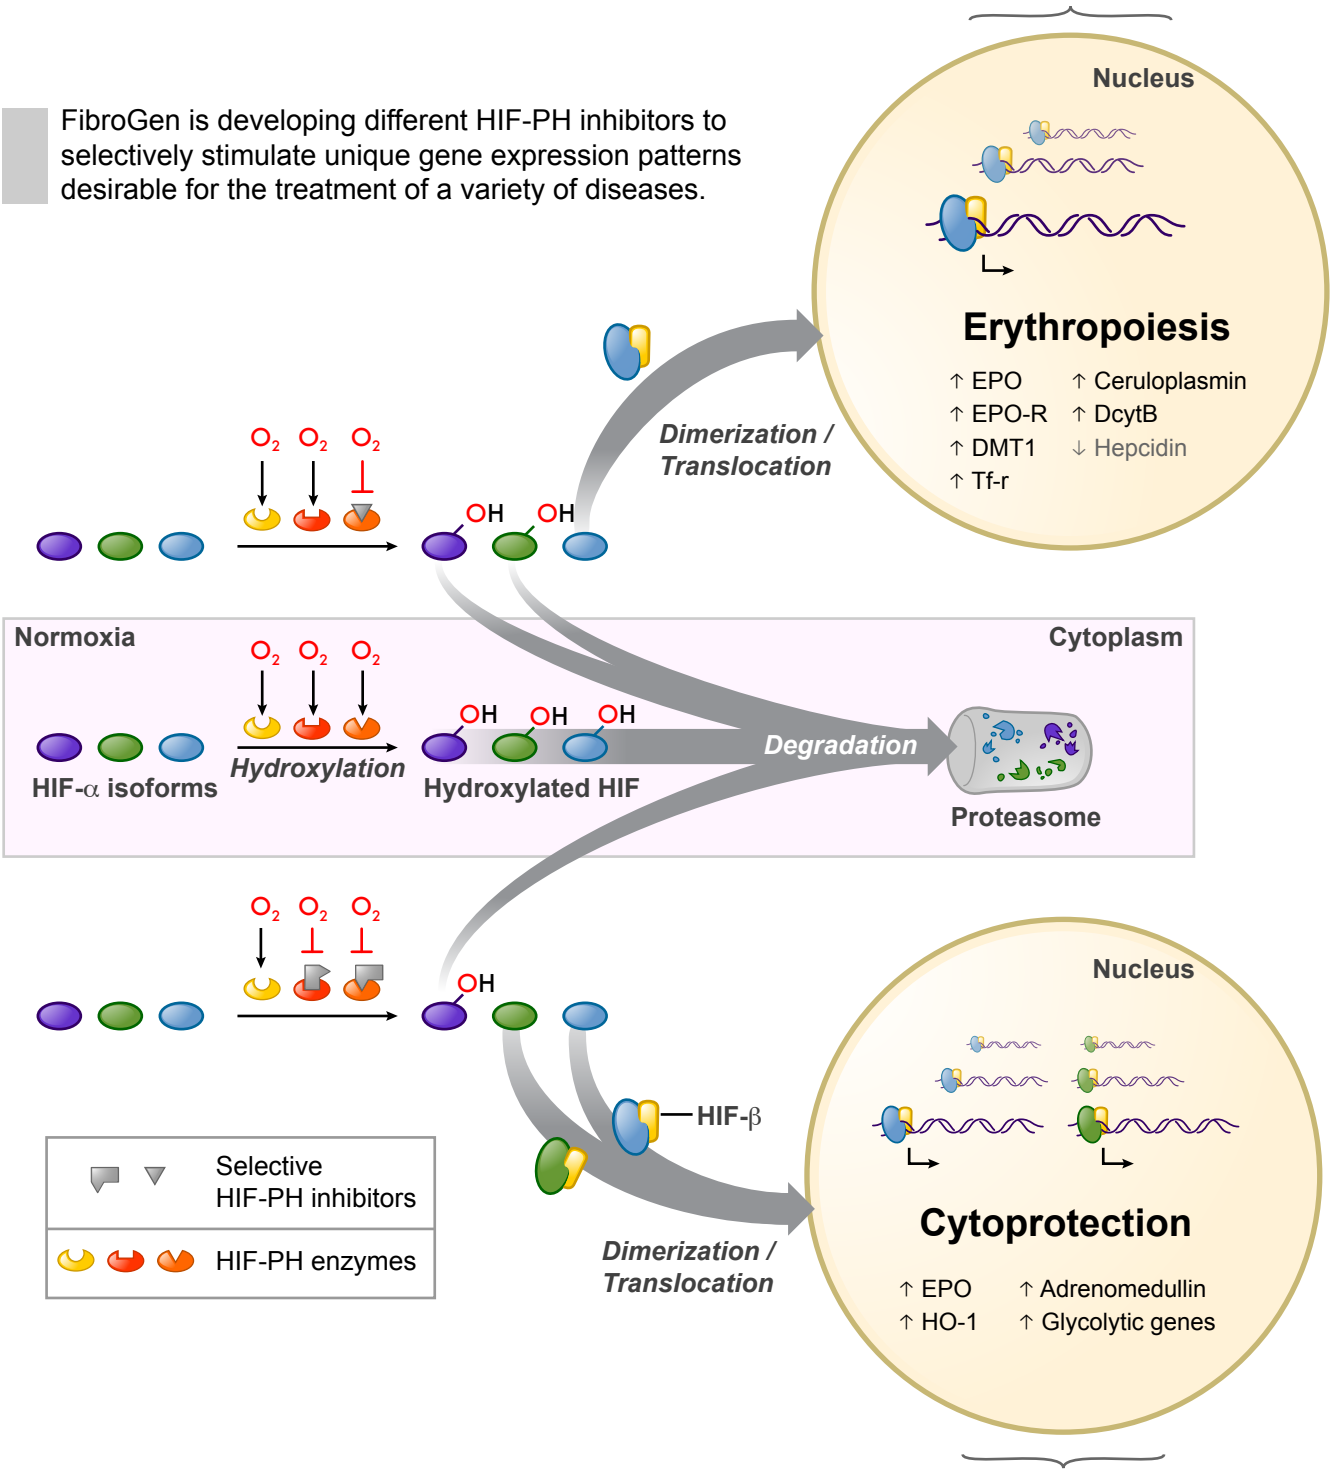 FibroGen is developing different HIF-PH inhibitors to
selectively stimulate unique gene expression patterns
desirable for the treatment of a variety of diseases.
Nucleus
Erythropoiesis
↑ EPO
↑ EPO-R
↑ DMT1
↑ Tf-r
↑ Ceruloplasmin
↑ DcytB
↓ Hepcidin
Dimerization /
Translocation
O₂ O₂ O₂
OH OH
Normoxia
Cytoplasm
O₂ O₂ O₂
OH OH OH
Hydroxylation
HIF-α isoforms
Hydroxylated HIF
Degradation
Proteasome
O₂ O₂ O₂
OH
Nucleus
HIF-β
Dimerization /
Translocation
Cytoprotection
↑ EPO
↑ HO-1
↑ Adrenomedullin
↑ Glycolytic genes
Selective
HIF-PH inhibitors
HIF-PH enzymes